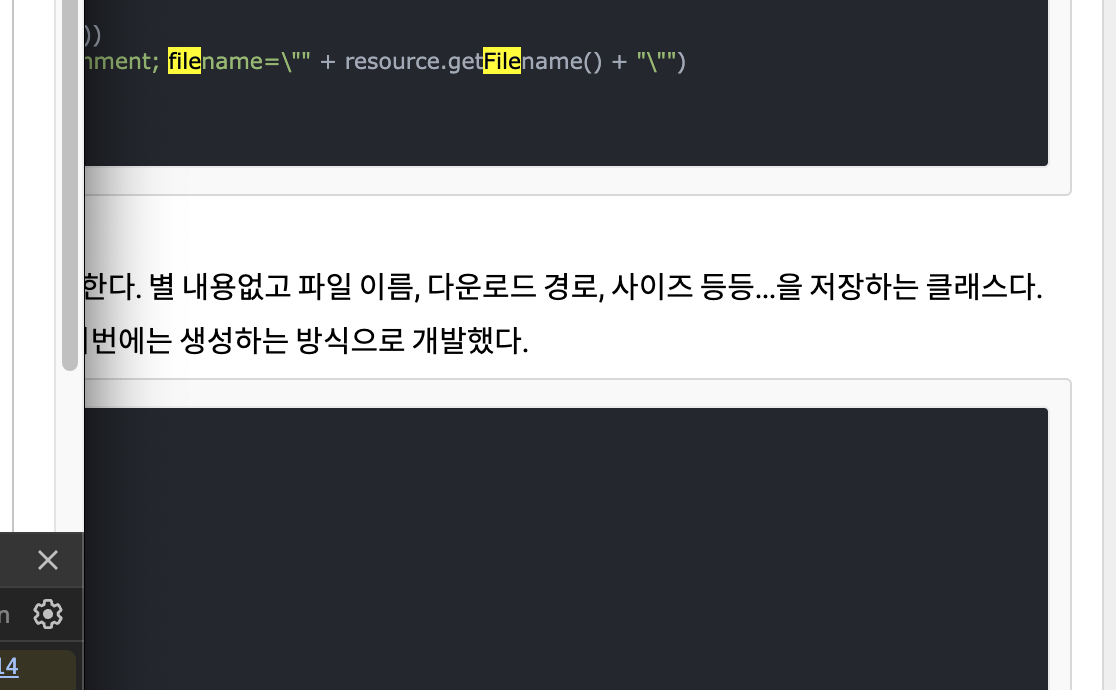 ))
nment; filename=\"" + resource.getFilename() + "\"")
한다. 별 내용없고 파일 이름, 다운로드 경로, 사이즈 등등...을 저장하는 클래스다.
이번에는 생성하는 방식으로 개발했다.
n
14